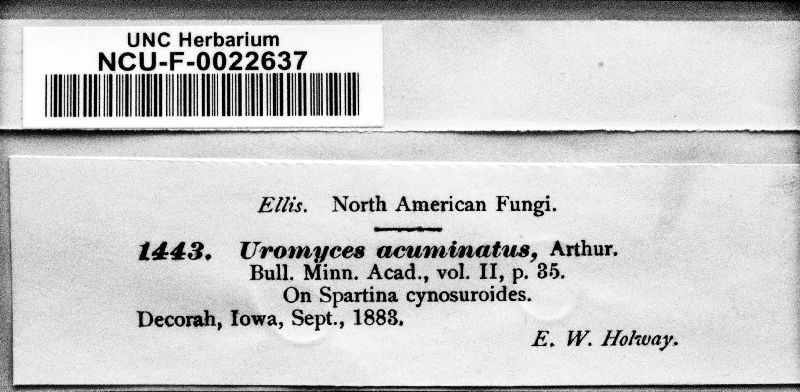 UNC Herbarium
NCU-F-0022637
Ellis. North American Fungi.
1443. Uromyces acuminatus, Arthur.
Bull. Minn. Acad., vol. II, p. 35.
On Spartina cynosuroides.
Decorah, Iowa, Sept., 1883.
E. W. Holway.